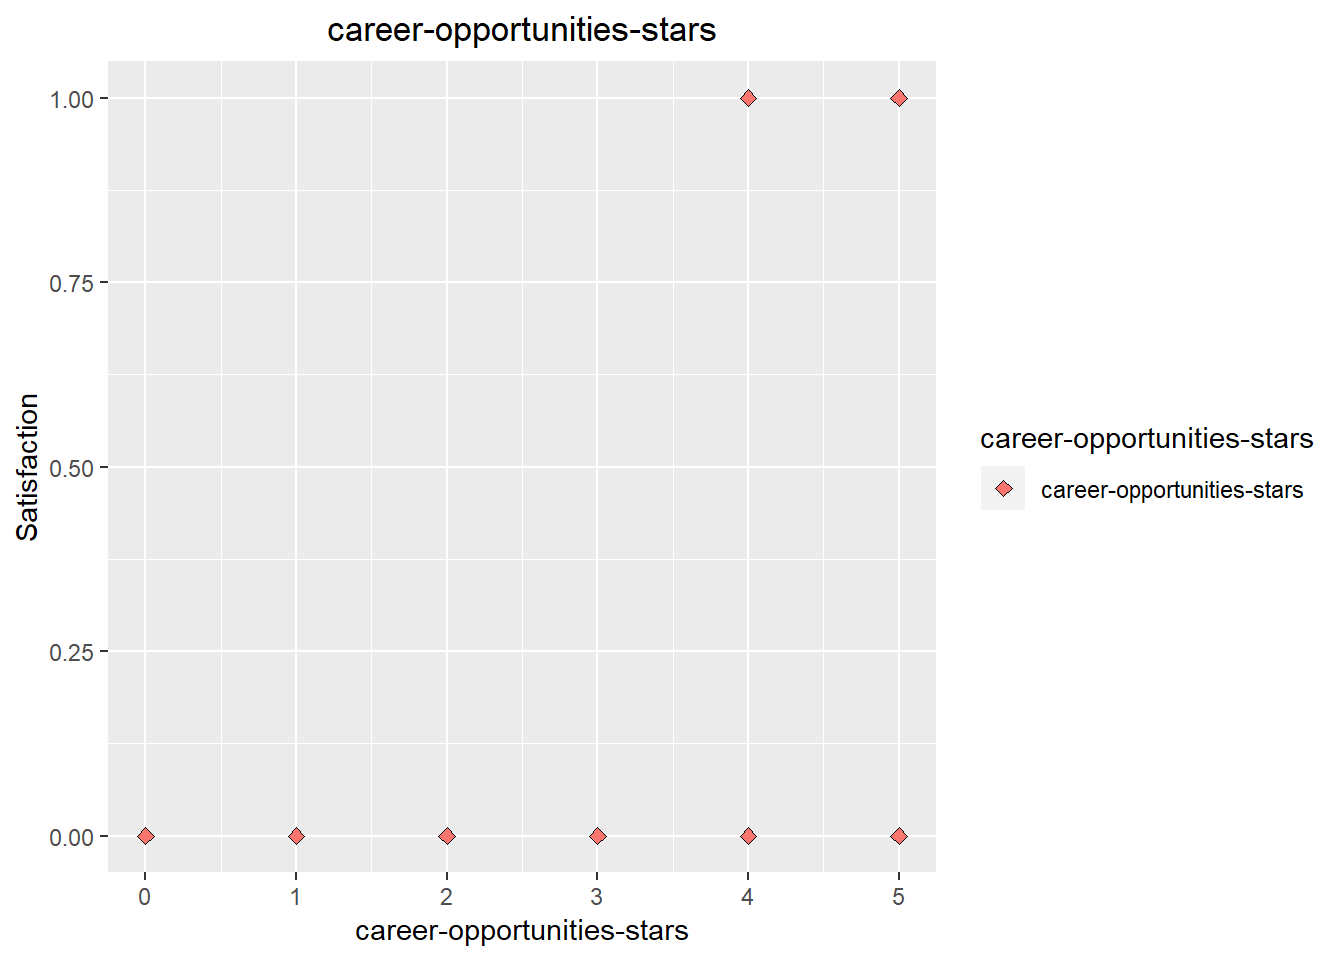 career-opportunities-stars
1.00
0.75
0.50
0.25
0.00
Satisfaction
0 1 2 3 4 5
career-opportunities-stars
career-opportunities-stars
career-opportunities-stars